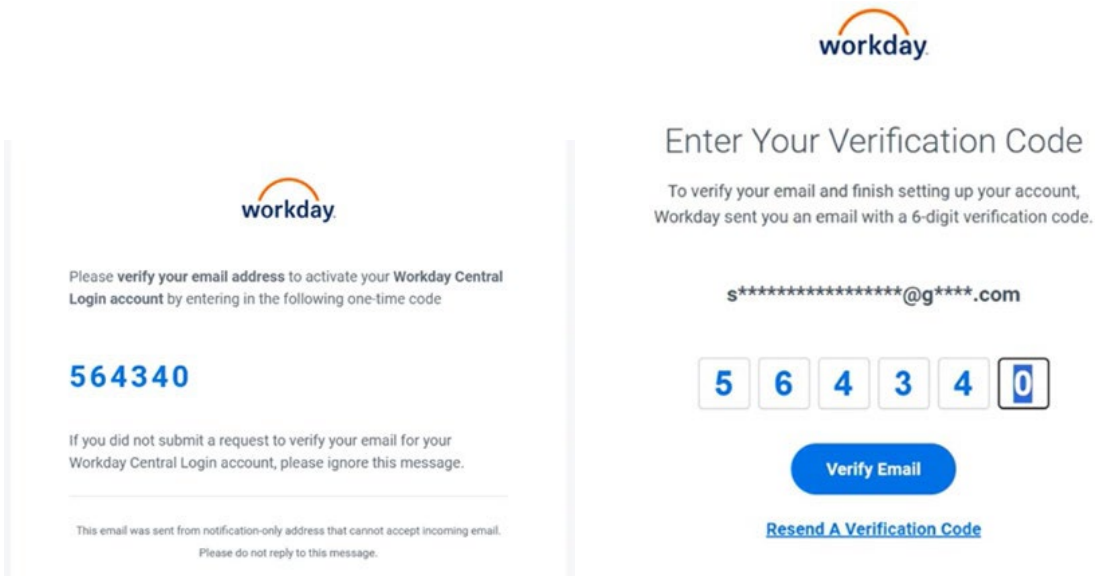 workday.
Please verify your email address to activate your Workday Central
Login account by entering in the following one-time code
564340
If you did not submit a request to verify your email for your
Workday Central Login account, please ignore this message.
This email was sent from notification-only address that cannot accept incoming email.
Please do not reply to this message.
workday.
Enter Your Verification Code
To verify your email and finish setting up your account,
Workday sent you an email with a 6-digit verification code.
s*****************@g****.com
5 6 4 3 4 0
Verify Email
Resend A Verification Code